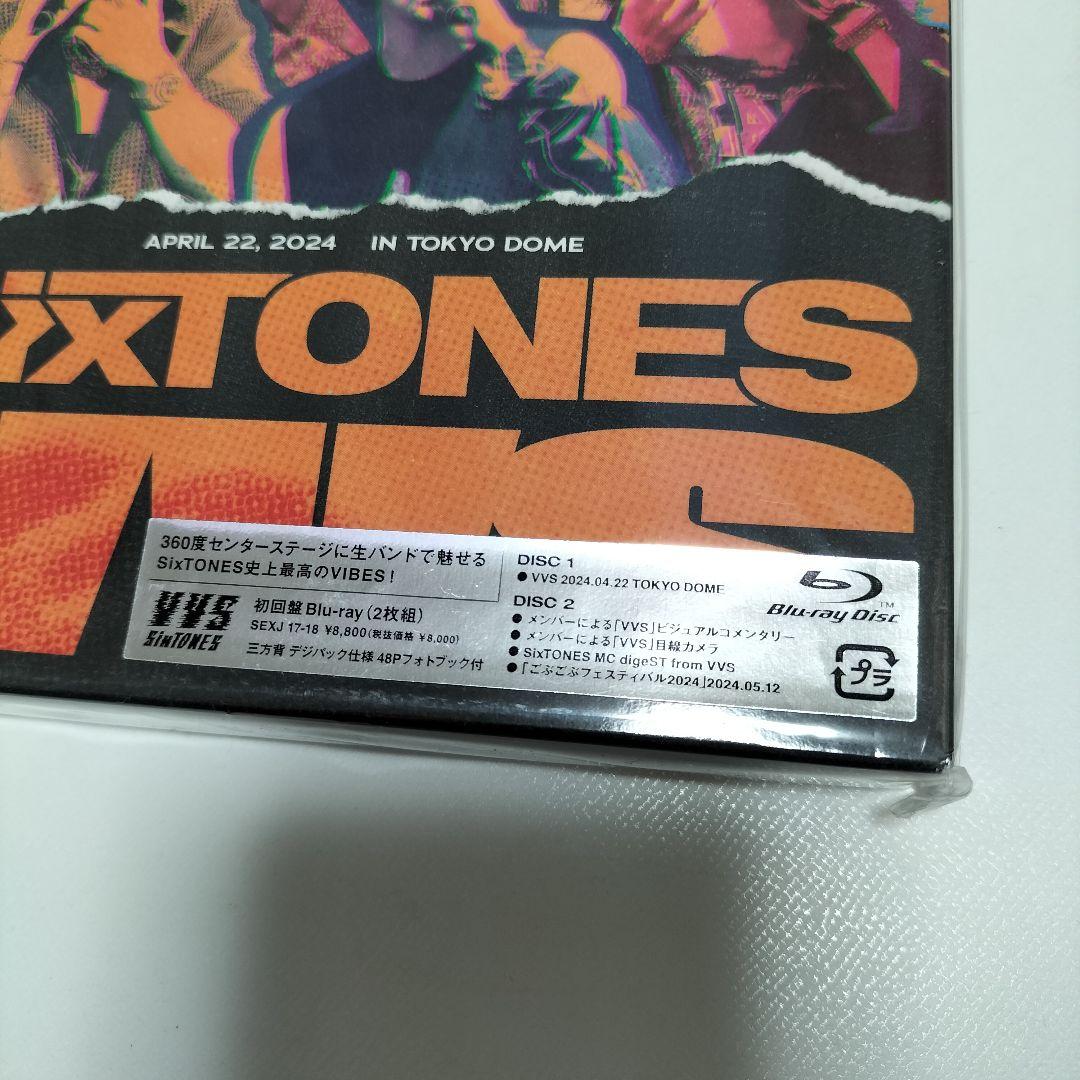 APRIL 22, 2024 IN TOKYO DOME
SixTONES
VVS
360度センターステージに生バンドで魅せる
SixTONES史上最高のVIBES!
VVS
SixTONES
初回盤 Blu-ray (2枚組)
SEXJ 17-18 ¥8,800(税抜価格 ¥8,000)
三方背 デジパック仕様 48Pフォトブック付
DISC 1
●VVS 2024.04.22 TOKYO DOME
DISC 2
●メンバーによる「VVS」ビジュアルコメンタリー
●メンバーによる「VVS」目線カメラ
●SixTONES MC digeST from VVS
●「ごぶごぶフェスティバル2024」2024.05.12
Blu-ray Disc
TM
プラ